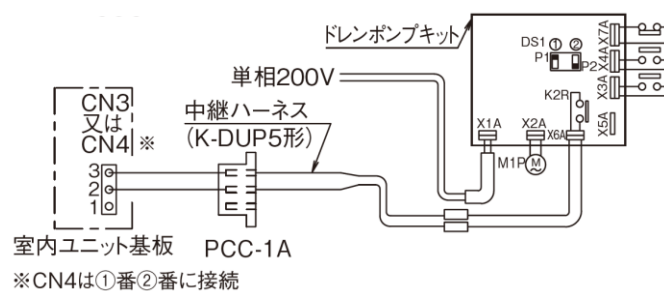 ドレンポンプキット
DS1 ① ②
P1
P2
X7A
X4A
X3A
K2R
X5A
X1A
X2A
X6A
M1P
M
単相200V
中継ハーネス
(K-DUP5形)
CN3
又は
CN4
※
3
2
1
室内ユニット基板
PCC-1A
※CN4は①番②番に接続